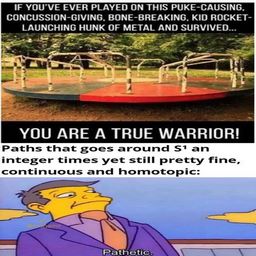 IF YOU'VE EVER PLAYED ON THIS PUKE-CAUSING,
CONCUSSION-GIVING, BONE-BREAKING, KID ROCKET-
LAUNCHING HUNK OF METAL AND SURVIVED...
YOU ARE A TRUE WARRIOR!
Paths that goes around S¹ an
integer times yet still pretty fine,
continuous and homotopic:
Pathetic.